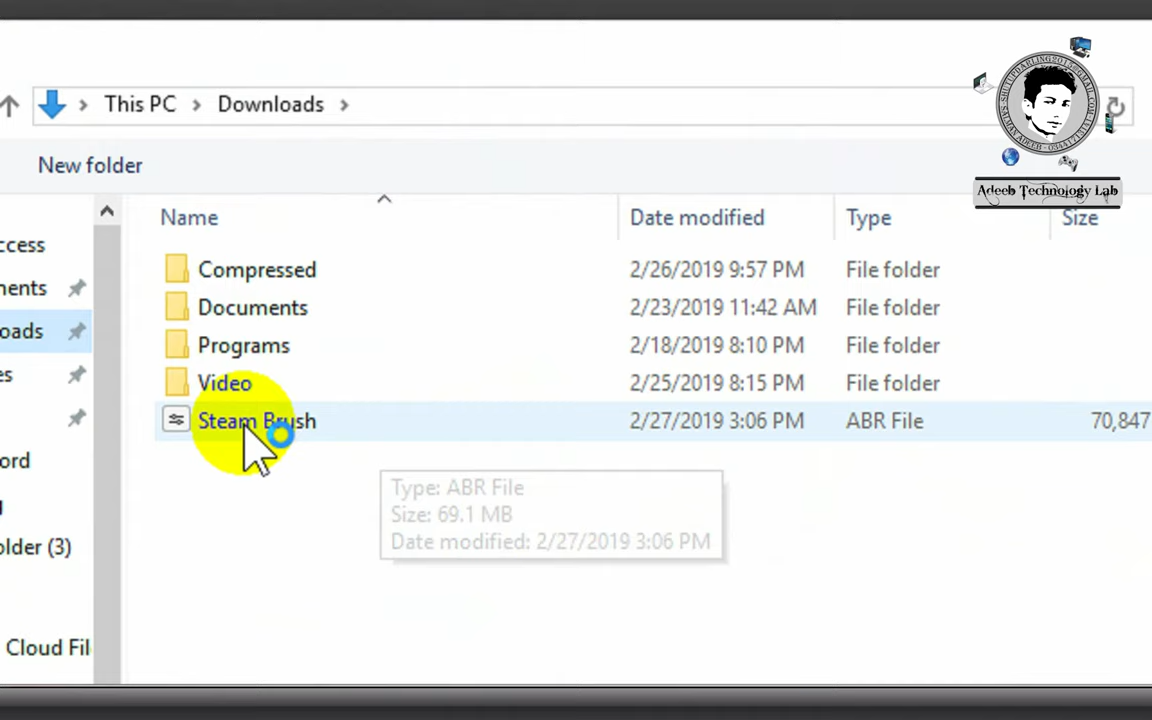 This PC > Downloads >
New folder
Name Date modified Type Size
ccess
ments
oads
es
ord
older (3)
Cloud Fil
Compressed 2/26/2019 9:57 PM File folder
Documents 2/23/2019 11:42 AM File folder
Programs 2/18/2019 8:10 PM File folder
Video 2/25/2019 8:15 PM File folder
Steam Brush 2/27/2019 3:06 PM ABR File 70,847
Type: ABR File
Size: 69.1 MB
Date modified: 2/27/2019 3:06 PM
Adeeb Technology Lab